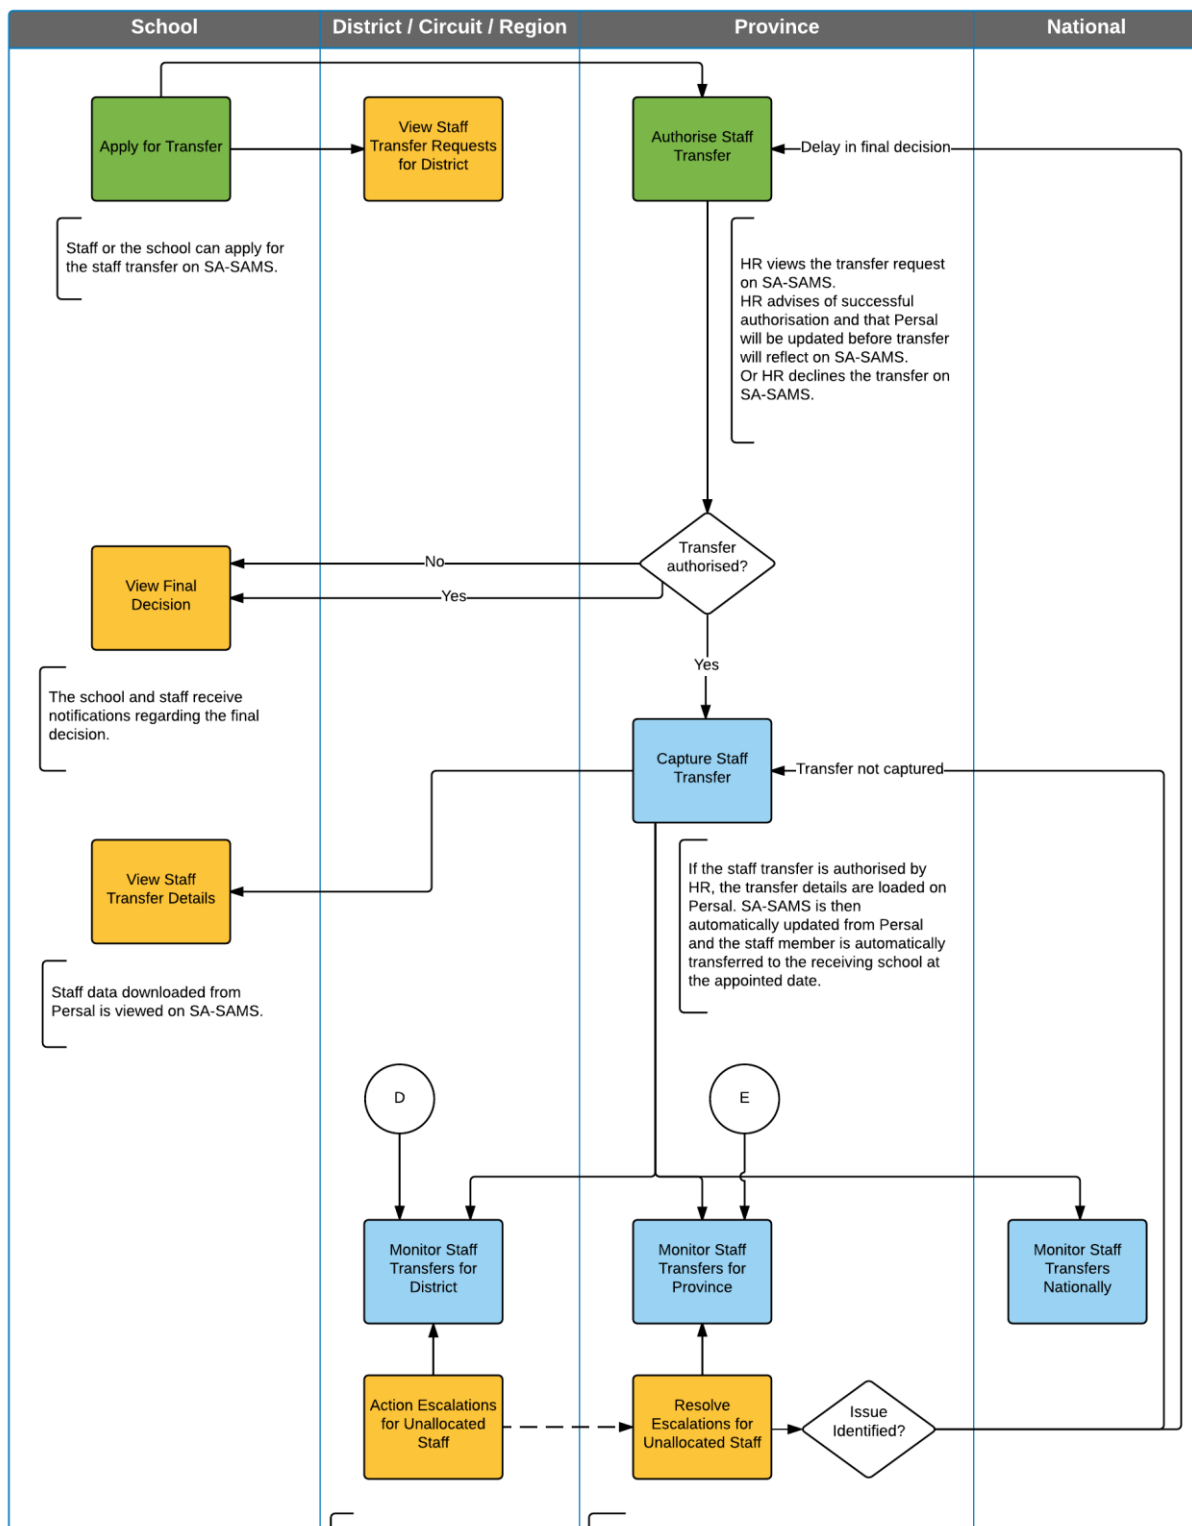 School
District / Circuit / Region
Province
National
Apply for Transfer
View Staff
Transfer Requests
for District
Authorise Staff
Transfer
Delay in final decision
Staff or the school can apply for
the staff transfer on SA-SAMS.
HR views the transfer request
on SA-SAMS.
HR advises of successful
authorisation and that Persal
will be updated before transfer
will reflect on SA-SAMS.
Or HR declines the transfer on
SA-SAMS.
Transfer
authorised?
No
Yes
View Final
Decision
Yes
The school and staff receive
notifications regarding the final
decision.
Capture Staff
Transfer
Transfer not captured
View Staff
Transfer Details
If the staff transfer is authorised by
HR, the transfer details are loaded on
Persal. SA-SAMS is then
automatically updated from Persal
and the staff member is automatically
transferred to the receiving school at
the appointed date.
Staff data downloaded from
Persal is viewed on SA-SAMS.
D
E
Monitor Staff
Transfers for
District
Monitor Staff
Transfers for
Province
Monitor Staff
Transfers
Nationally
Action Escalations
for Unallocated
Staff
Resolve
Escalations for
Unallocated Staff
Issue
Identified?